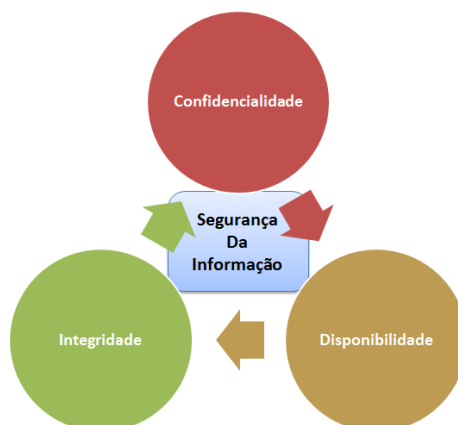 Confidencialidade
Segurança
Da
Informação
Integridade
Disponibilidade